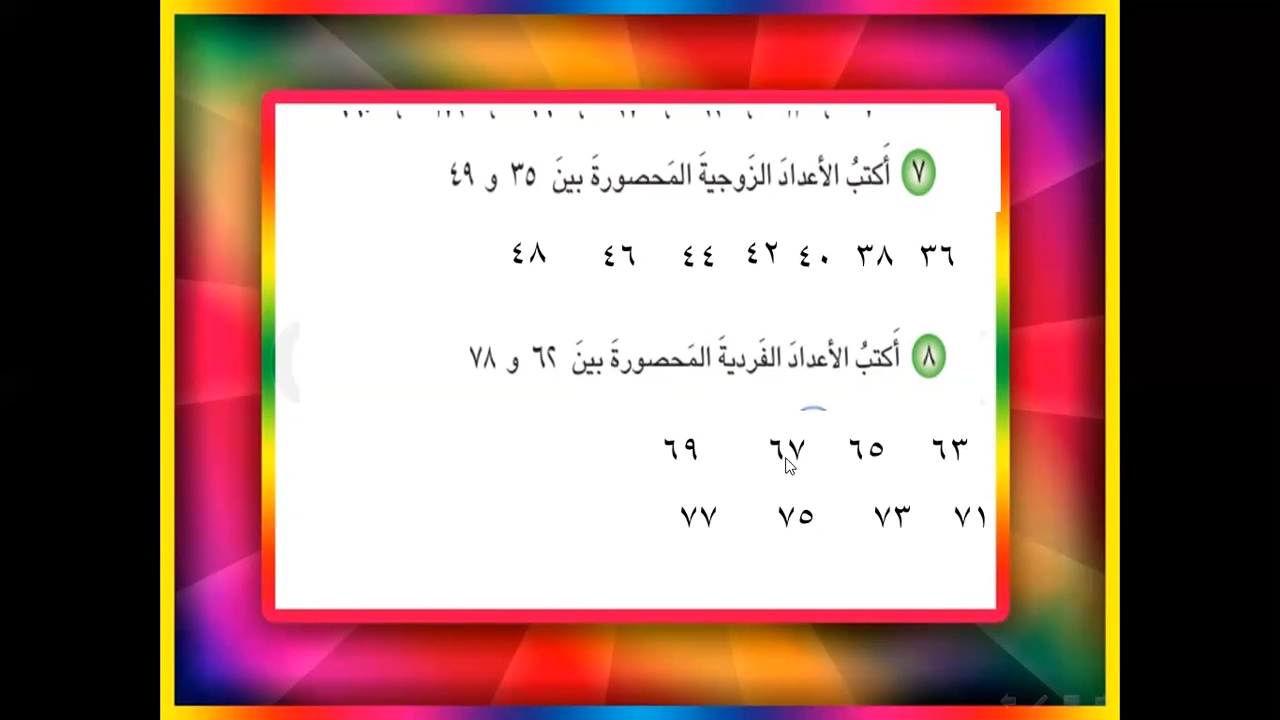 ٧ أَكتبُ الأعدادَ الزَوجيةَ المَحصورةَ بينَ ٣٥ و ٤٩
٣٦ ٣٨ ٤٠ ٤٢ ٤٤ ٤٦ ٤٨
٨ أَكتبُ الأعدادَ الفَرديةَ المَحصورةَ بينَ ٦٢ و ٧٨
٦٣ ٦٥ ٦٧ ٦٩
٧١ ٧٣ ٧٥ ٧٧